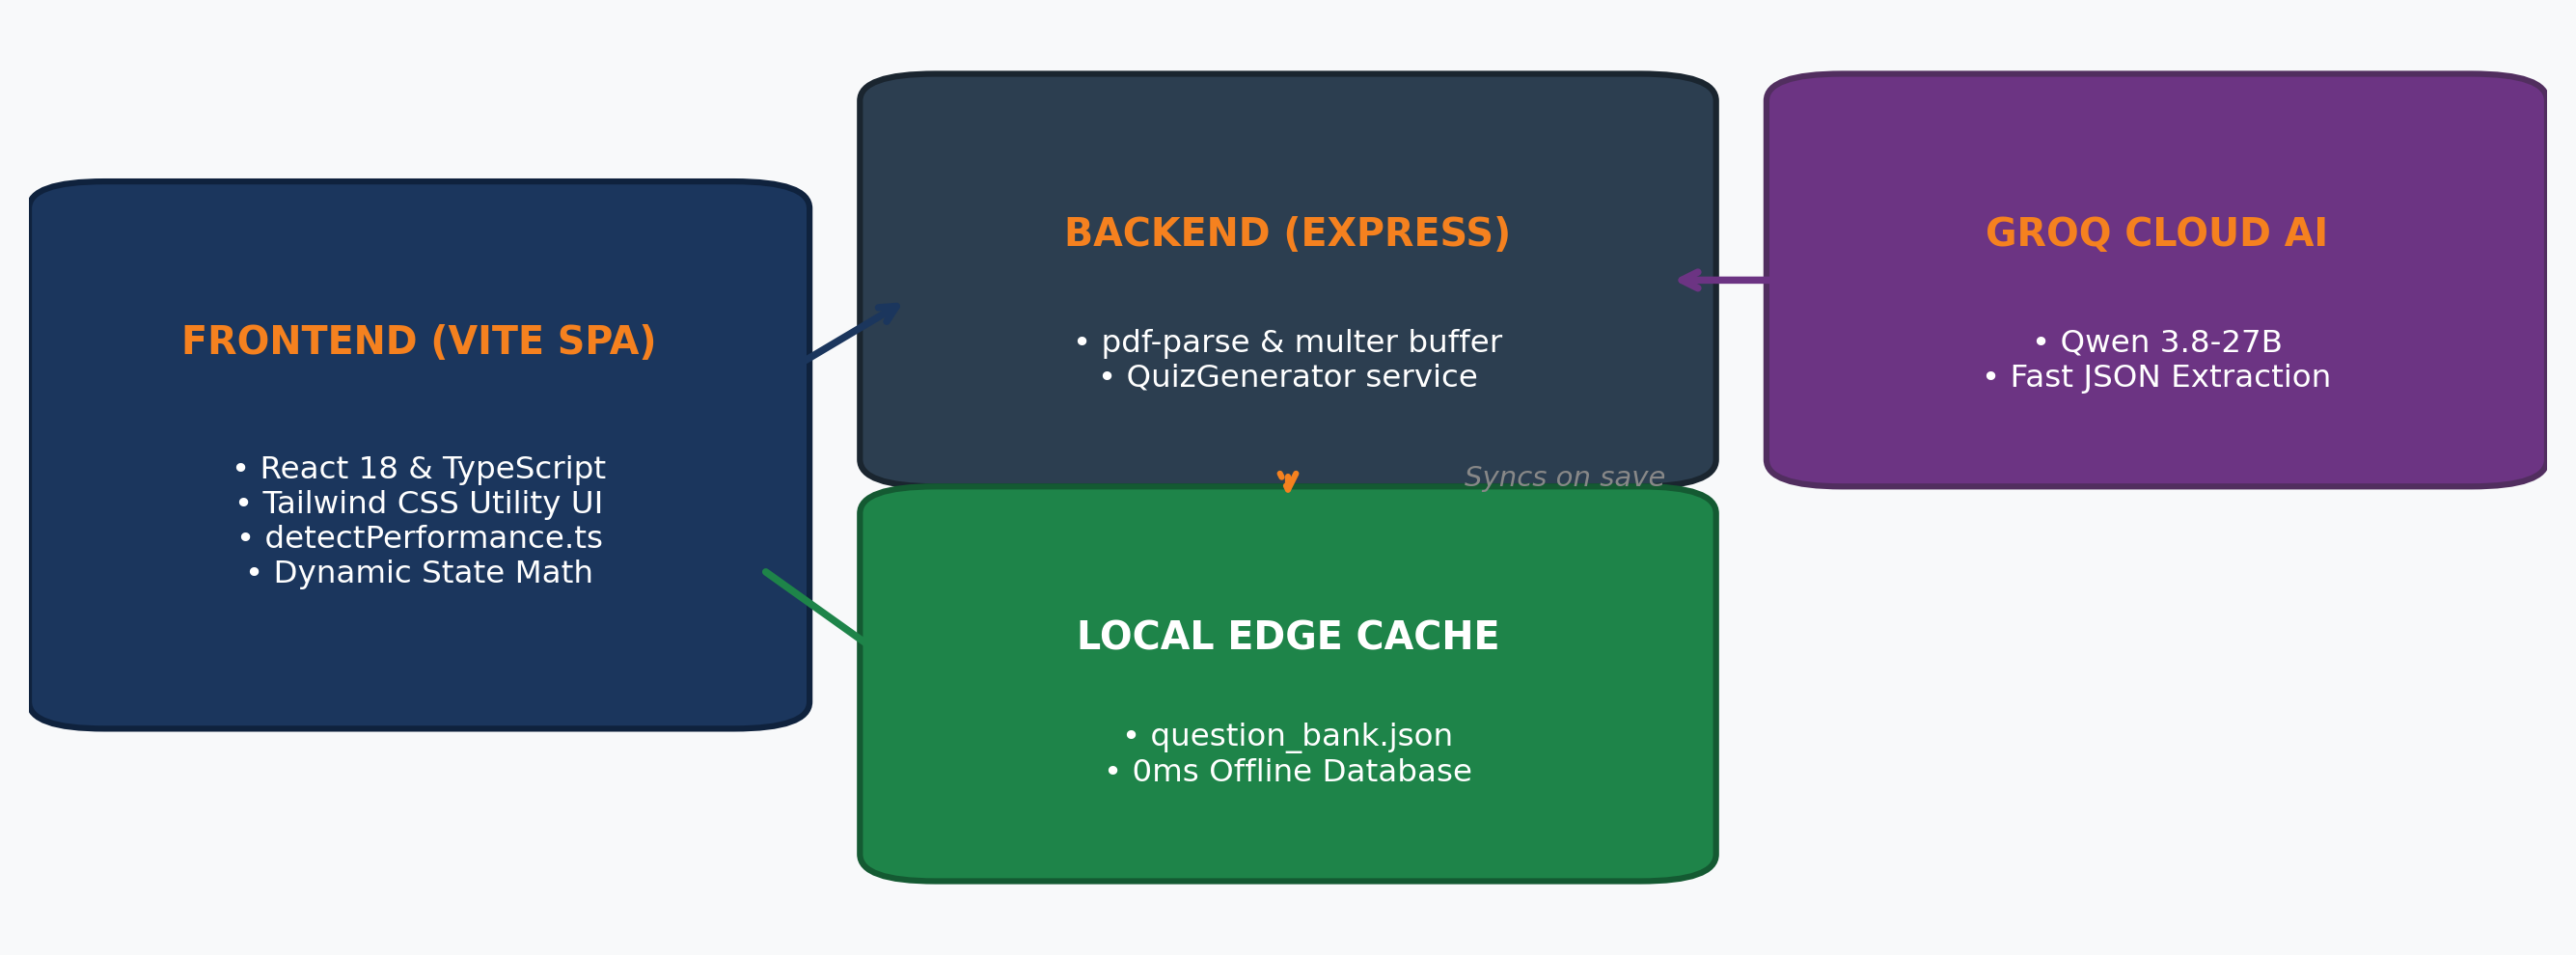 FRONTEND (VITE SPA)
• React 18 & TypeScript
• Tailwind CSS Utility UI
• detectPerformance.ts
• Dynamic State Math
BACKEND (EXPRESS)
• pdf-parse & multer buffer
• QuizGenerator service
Syncs on save
LOCAL EDGE CACHE
• question_bank.json
• 0ms Offline Database
GROQ CLOUD AI
• Qwen 3.8-27B
• Fast JSON Extraction